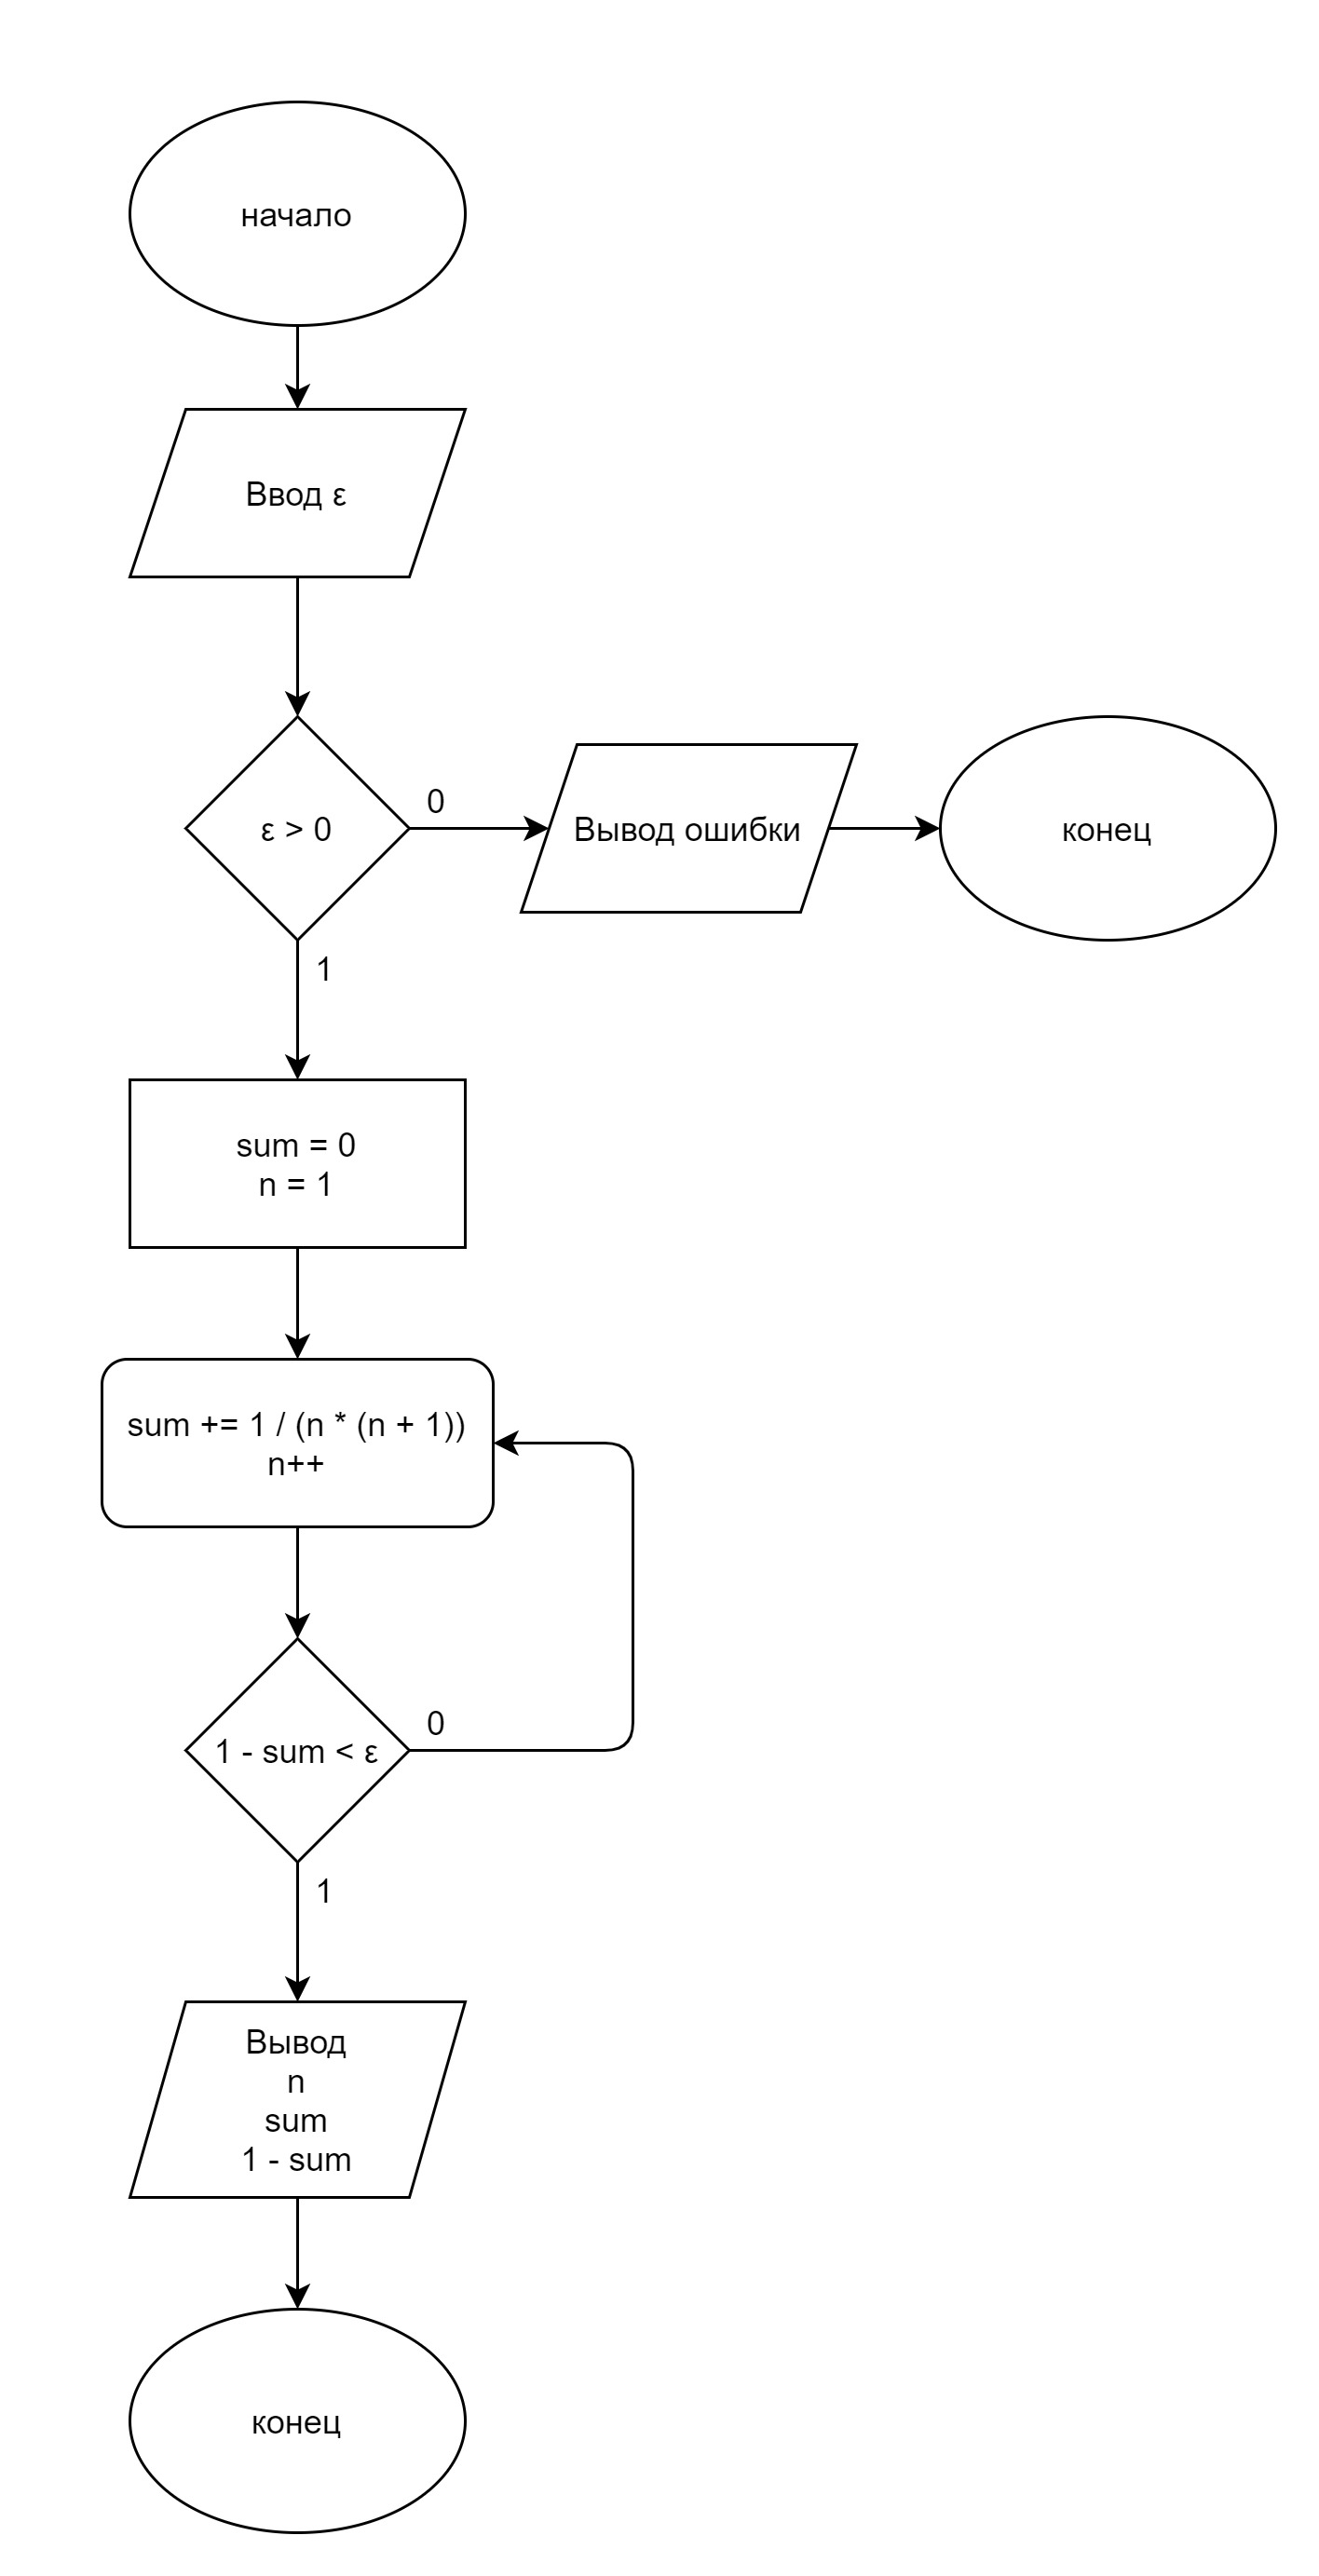 начало
Ввод ε
ε > 0
0
Вывод ошибки
конец
1
sum = 0
n = 1
sum += 1 / (n * (n + 1))
n++
1 - sum < ε
0
1
Вывод
n
sum
1 - sum
конец